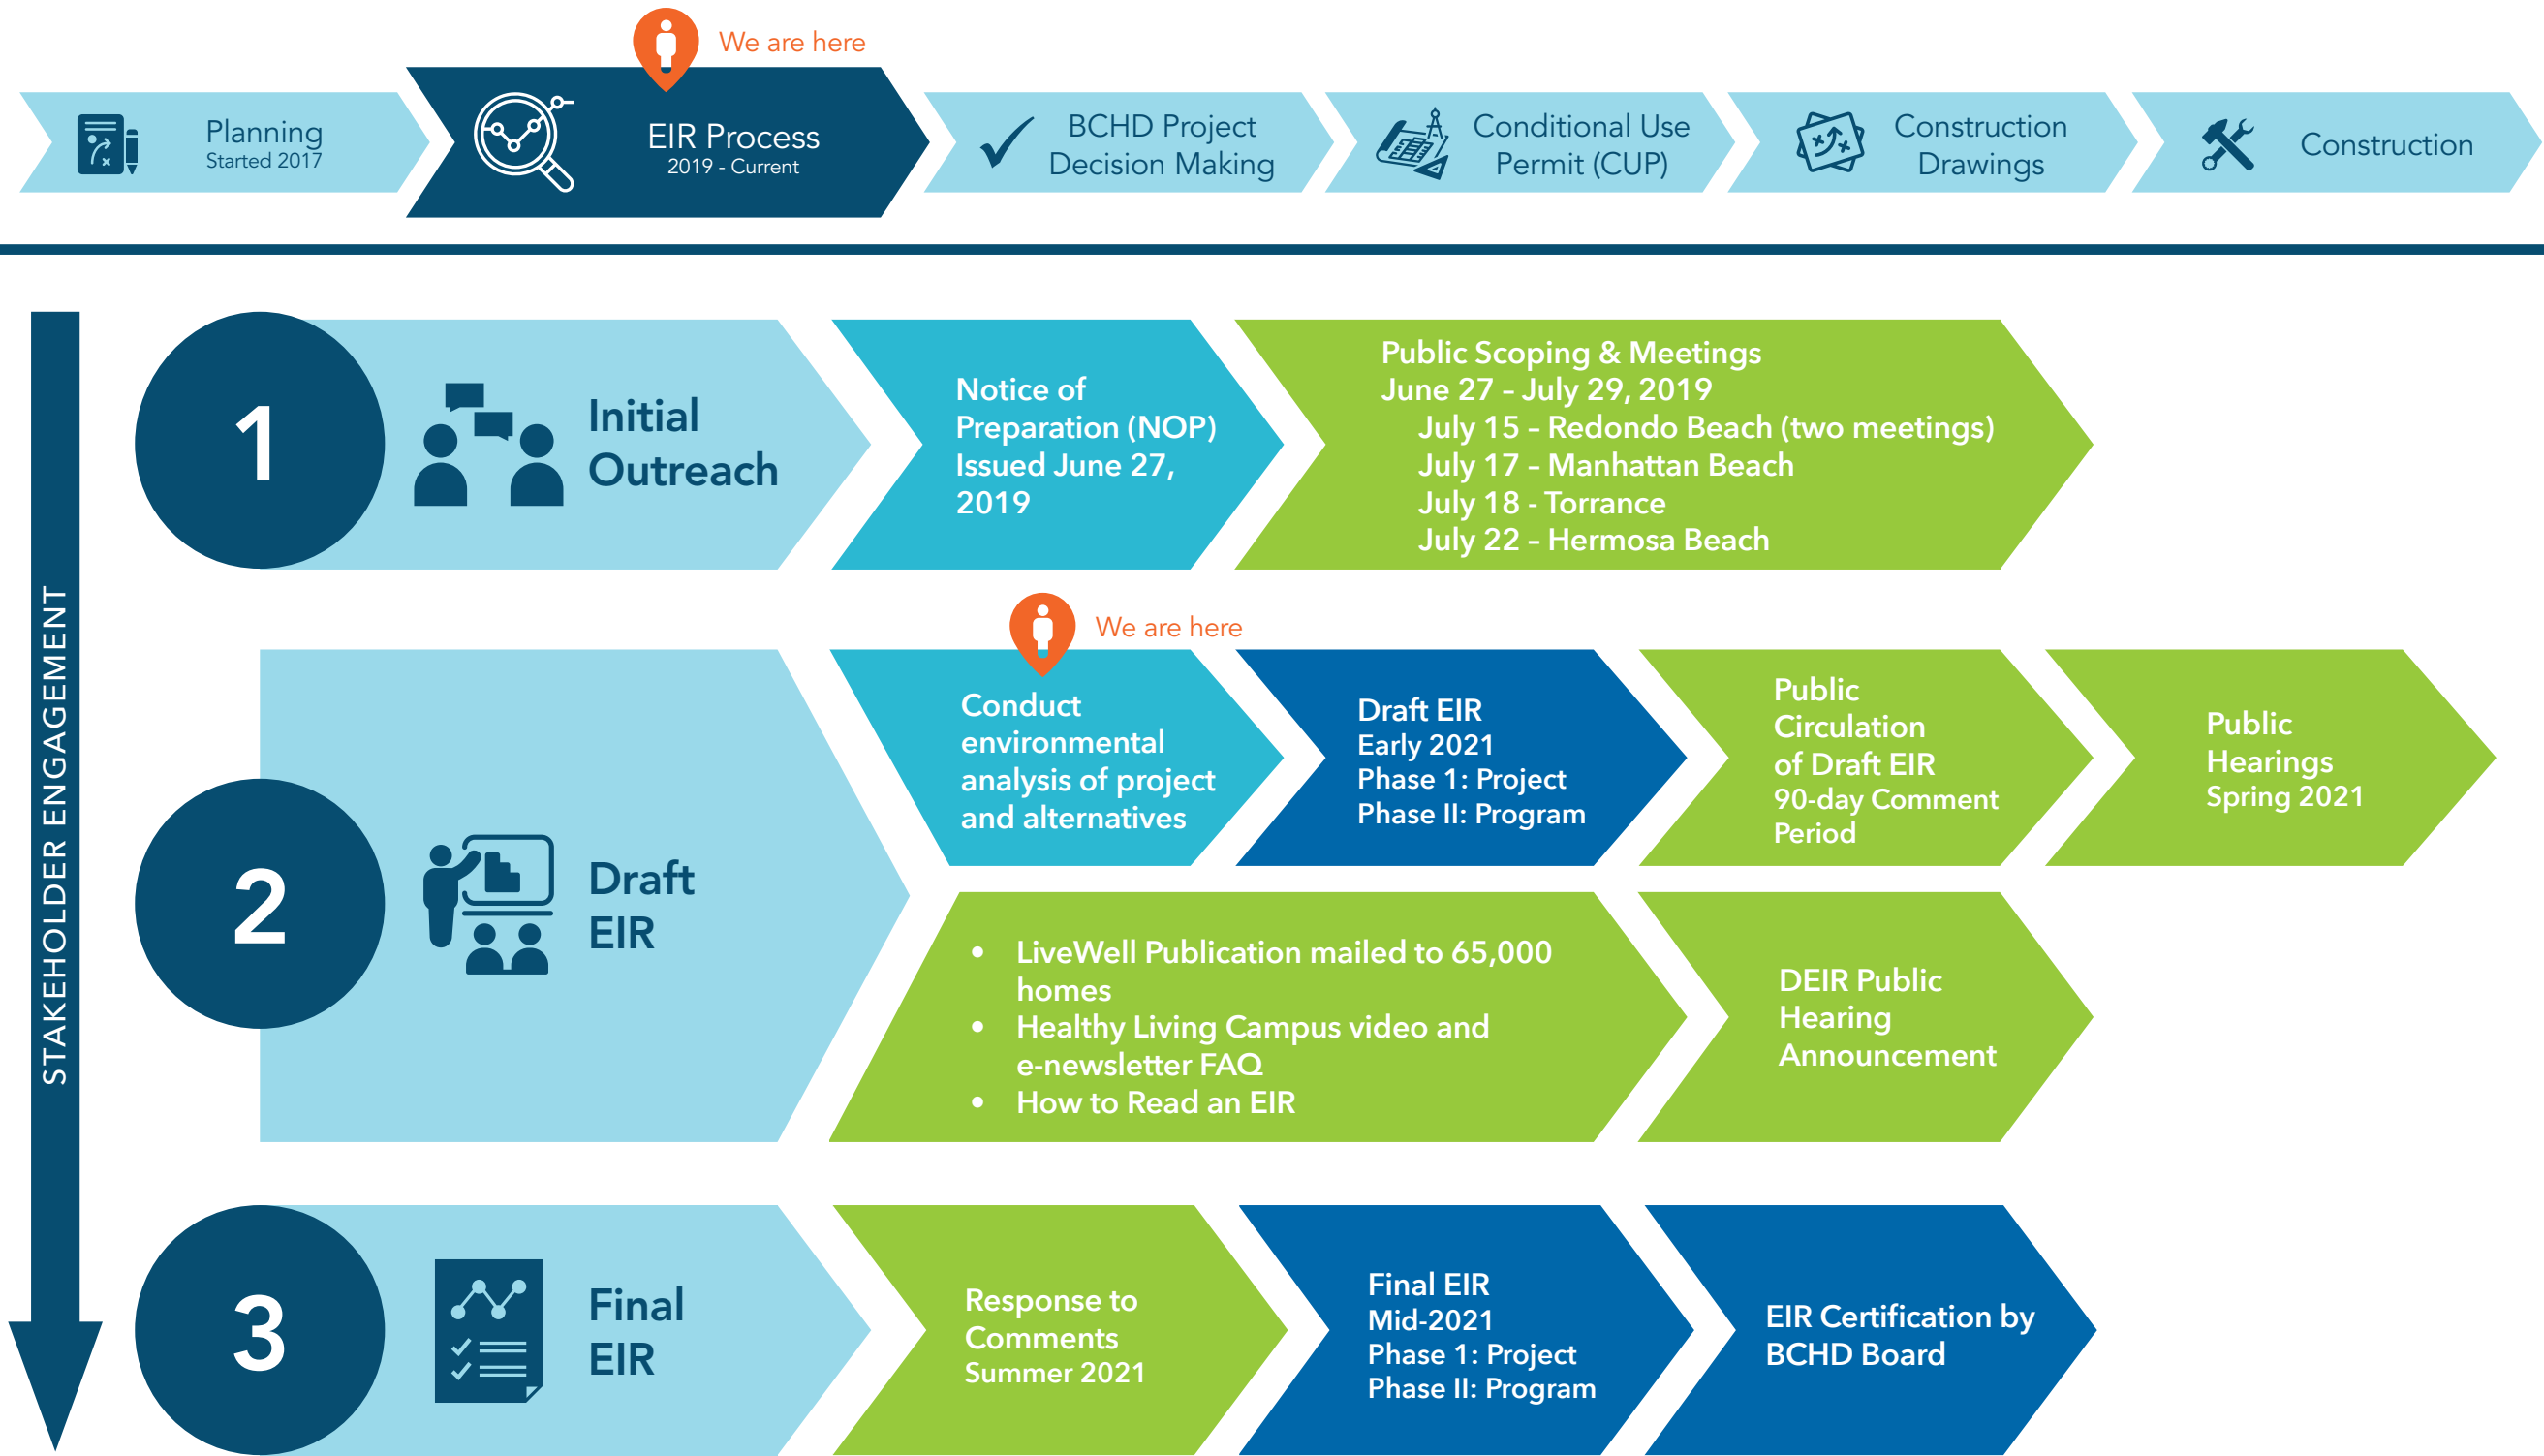 We are here
Planning
Started 2017
EIR Process
2019 - Current
BCHD Project
Decision Making
Conditional Use
Permit (CUP)
Construction
Drawings
Construction
STAKEHOLDER ENGAGEMENT
1
Initial
Outreach
Notice of
Preparation (NOP)
Issued June 27,
2019
Public Scoping & Meetings
June 27 – July 29, 2019
July 15 – Redondo Beach (two meetings)
July 17 – Manhattan Beach
July 18 - Torrance
July 22 – Hermosa Beach
We are here
2
Draft
EIR
Conduct
environmental
analysis of project
and alternatives
Draft EIR
Early 2021
Phase 1: Project
Phase II: Program
Public
Circulation
of Draft EIR
90-day Comment
Period
Public
Hearings
Spring 2021
• LiveWell Publication mailed to 65,000
homes
• Healthy Living Campus video and
e-newsletter FAQ
• How to Read an EIR
DEIR Public
Hearing
Announcement
3
Final
EIR
Response to
Comments
Summer 2021
Final EIR
Mid-2021
Phase 1: Project
Phase II: Program
EIR Certification by
BCHD Board